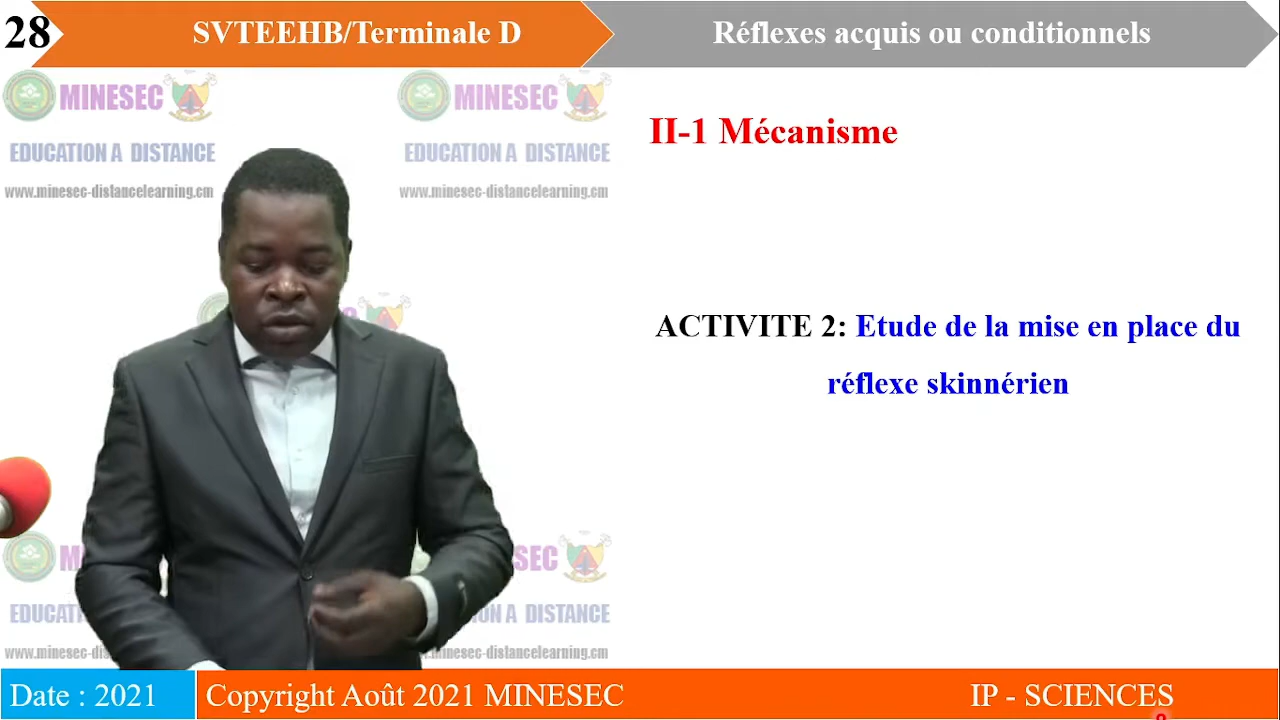 28
SVTEEHB/Terminale D
Réflexes acquis ou conditionnels
MINESEC
MINESEC
EDUCATION A DISTANCE
EDUCATION A DISTANCE
www.minesec-distancelearning.cm
www.minesec-distancelearning.cm
II-1 Mécanisme
ACTIVITE 2: Etude de la mise en place du
réflexe skinnérien
Date : 2021
Copyright Août 2021 MINESEC
IP - SCIENCES